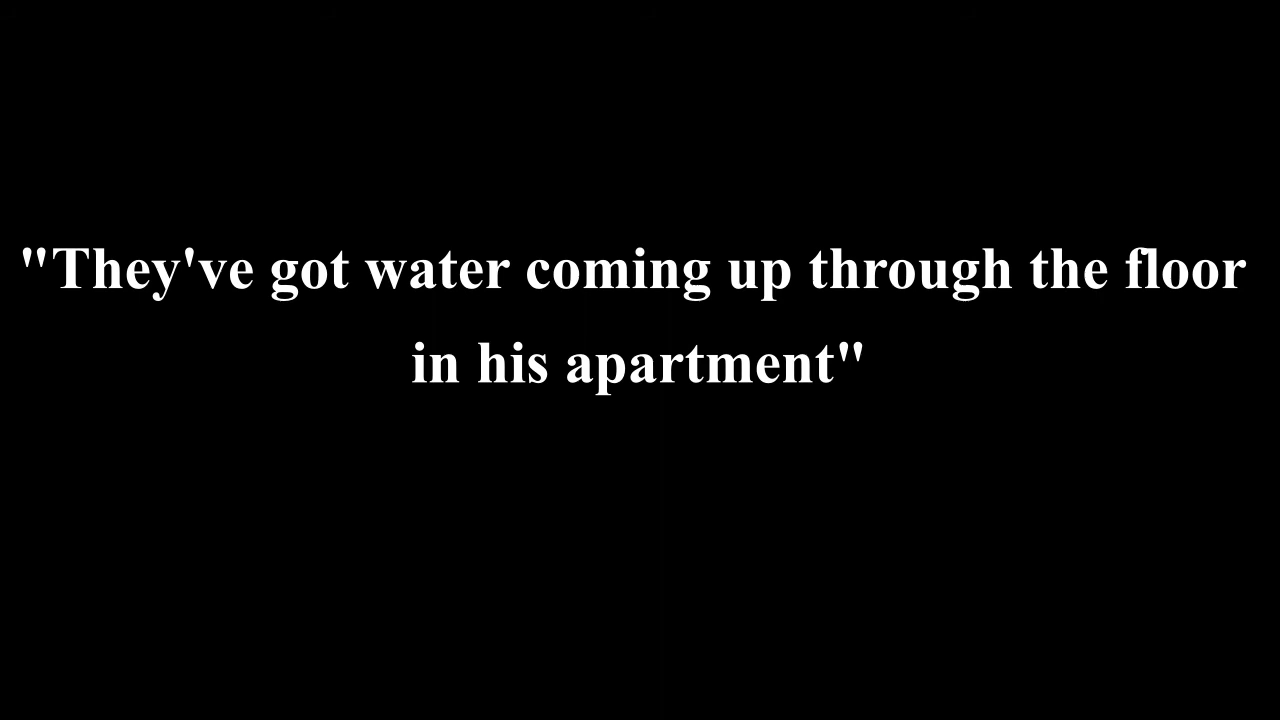 "They've got water coming up through the floor
in his apartment"